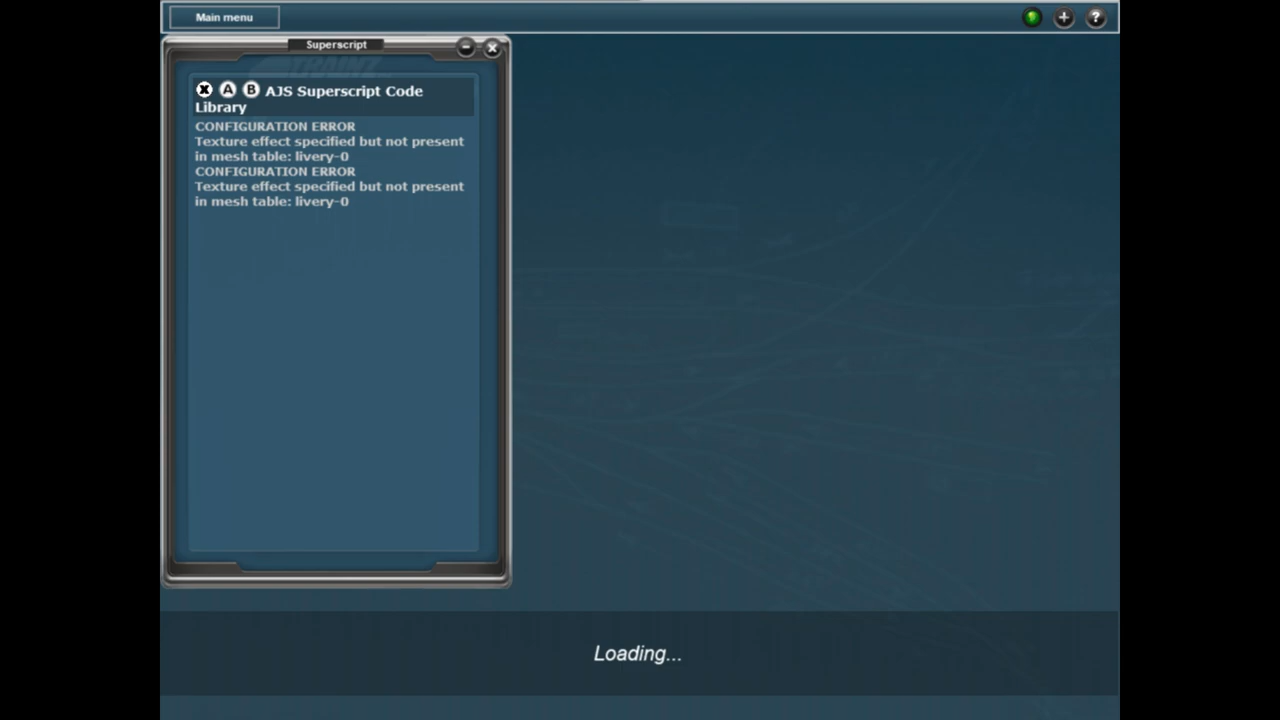 Main menu
?
Superscript
X A B AJS Superscript Code
Library
CONFIGURATION ERROR
Texture effect specified but not present
in mesh table: livery-0
CONFIGURATION ERROR
Texture effect specified but not present
in mesh table: livery-0
Loading...